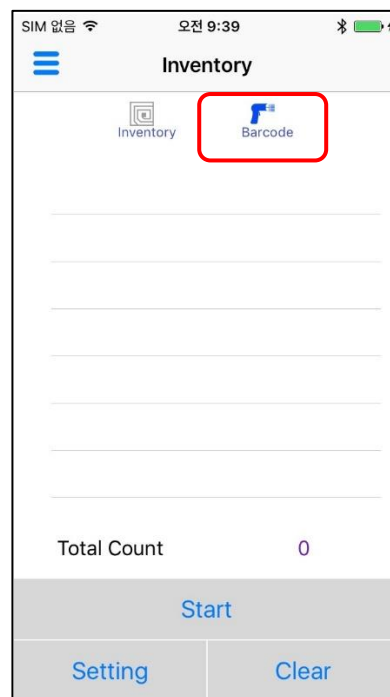 SIM 없음 오전 9:39
Inventory
Inventory Barcode
Total Count 0
Start
Setting Clear